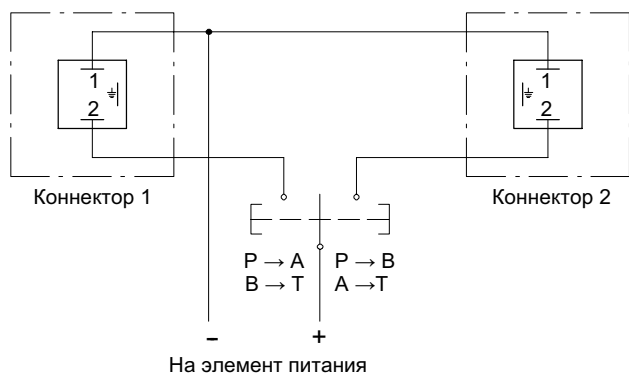 1
2
1
2
Коннектор 1
Коннектор 2
P → A
B → T
P → B
A → T
- +
На элемент питания